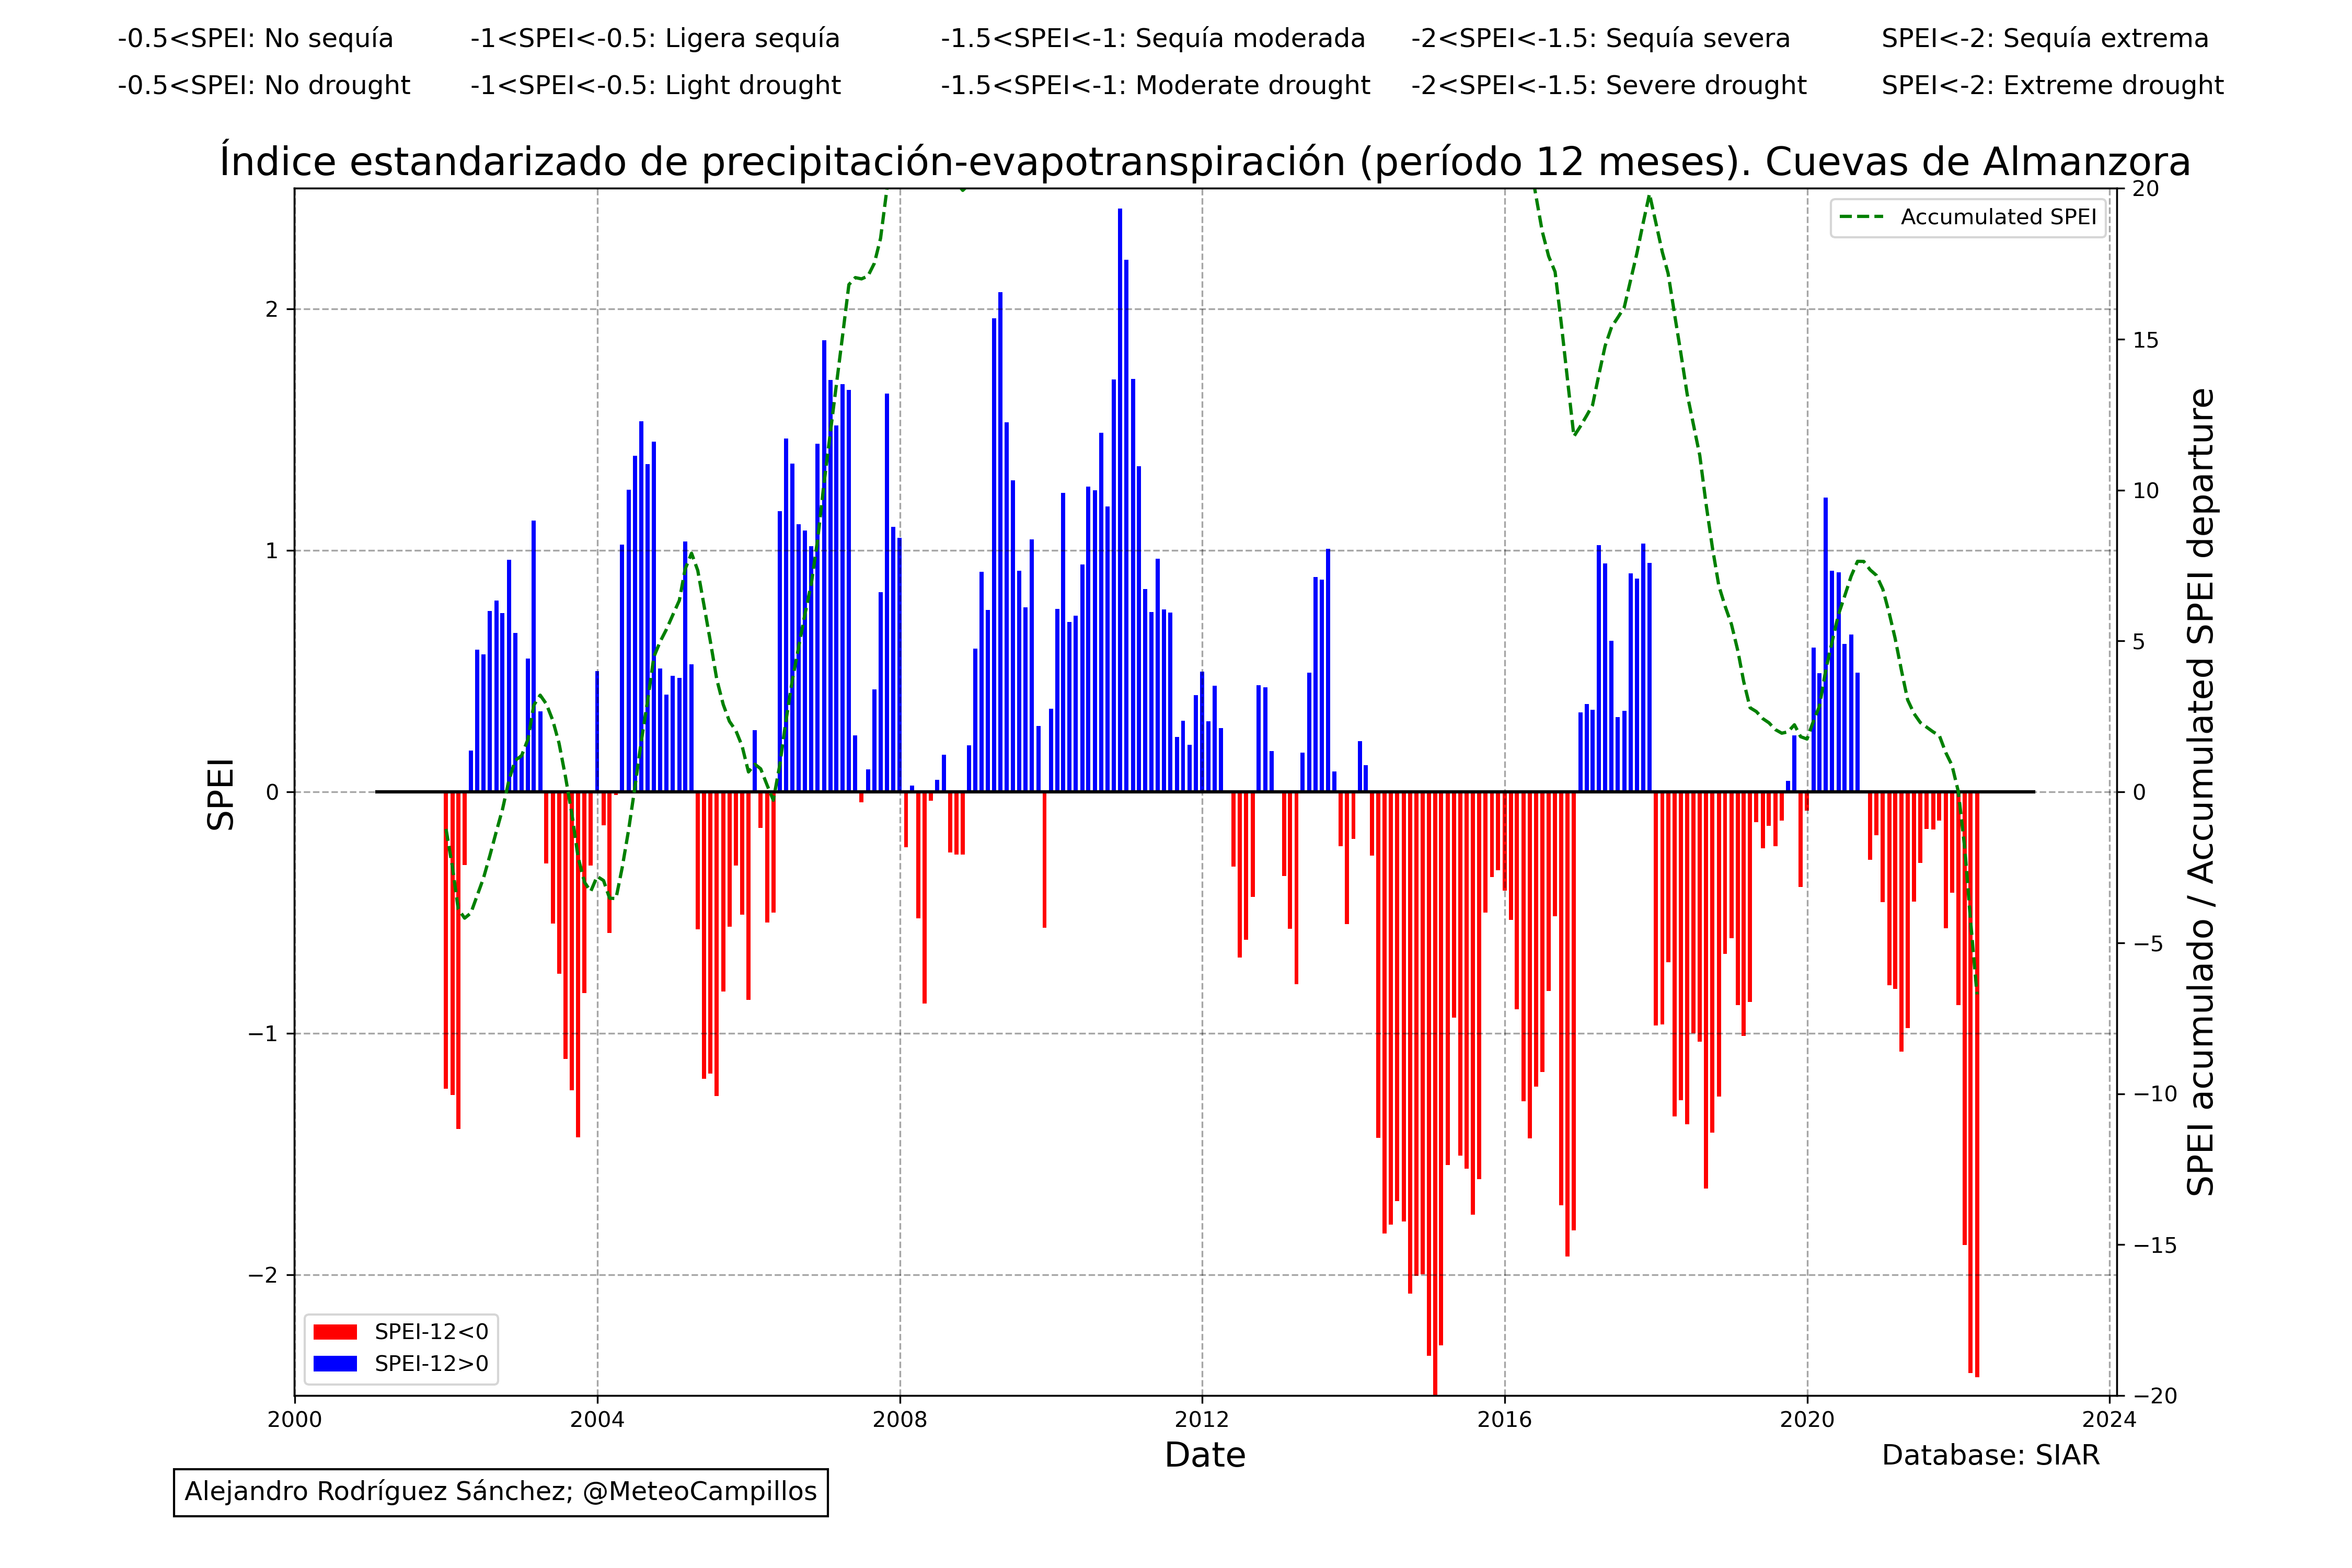 -0.5<SPEI: No sequía -1<SPEI<-0.5: Ligera sequía -1.5<SPEI<-1: Sequía moderada -2<SPEI<-1.5: Sequía severa SPEI<-2: Sequía extrema
-0.5<SPEI: No drought -1<SPEI<-0.5: Light drought -1.5<SPEI<-1: Moderate drought -2<SPEI<-1.5: Severe drought SPEI<-2: Extreme drought
Índice estandarizado de precipitación-evapotranspiración (período 12 meses). Cuevas de Almanzora
Accumulated SPEI
2
1
0
−1
−2
SPEI
20
15
10
5
0
−5
−10
−15
−20
SPEI acumulado / Accumulated SPEI departure
SPEI-12<0
SPEI-12>0
2000 2004 2008 2012 2016 2020 2024
Date
Database: SIAR
Alejandro Rodríguez Sánchez; @MeteoCampillos